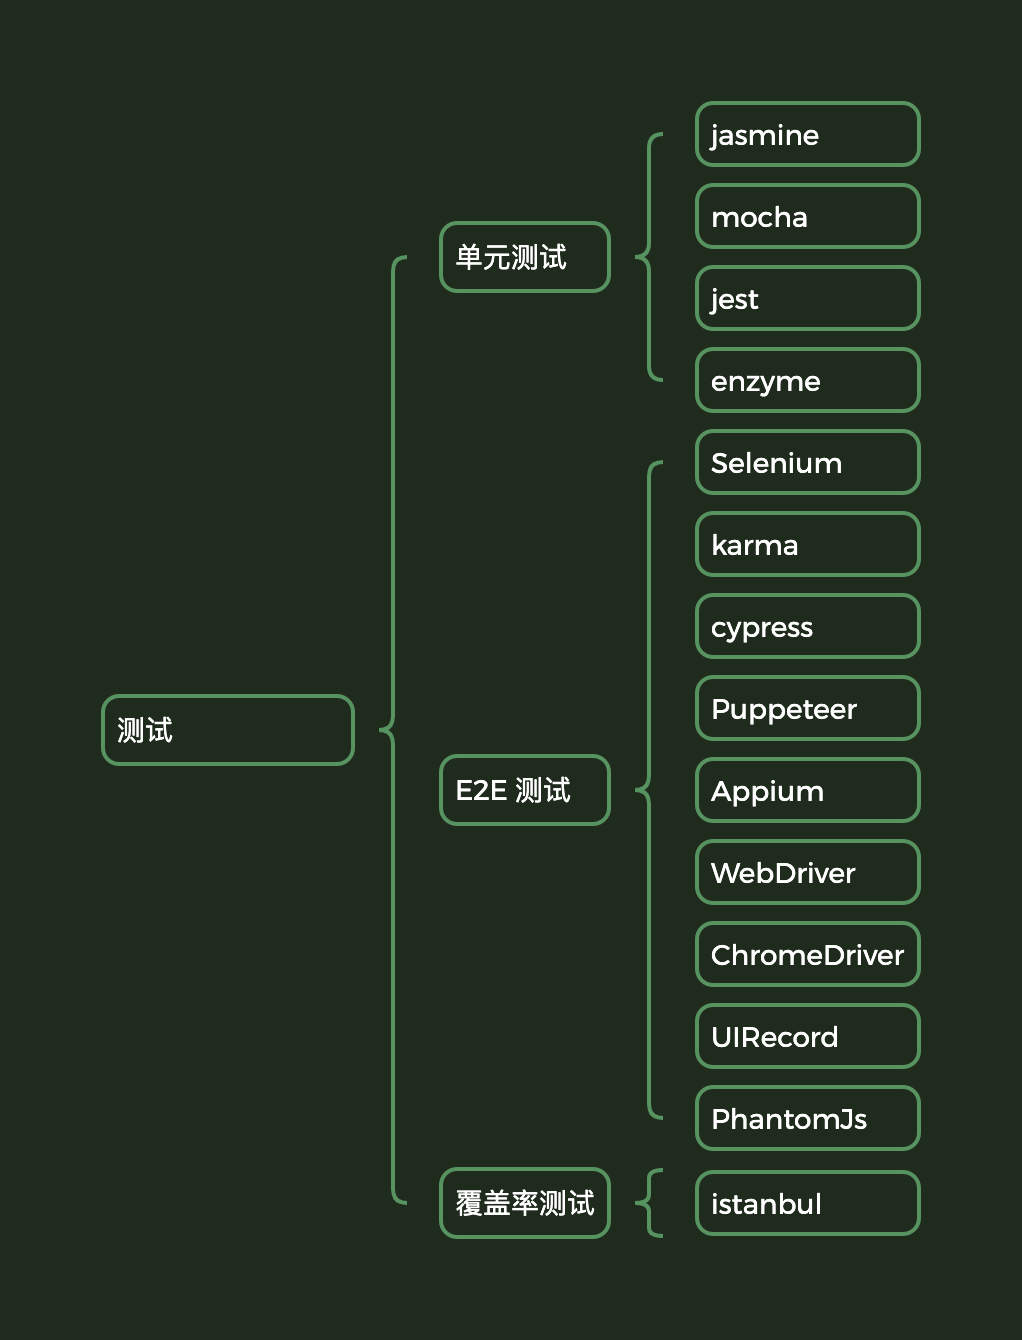 测试
单元测试
jasmine
mocha
jest
enzyme
E2E 测试
Selenium
karma
cypress
Puppeteer
Appium
WebDriver
ChromeDriver
UIRecord
PhantomJs
覆盖率测试
istanbul